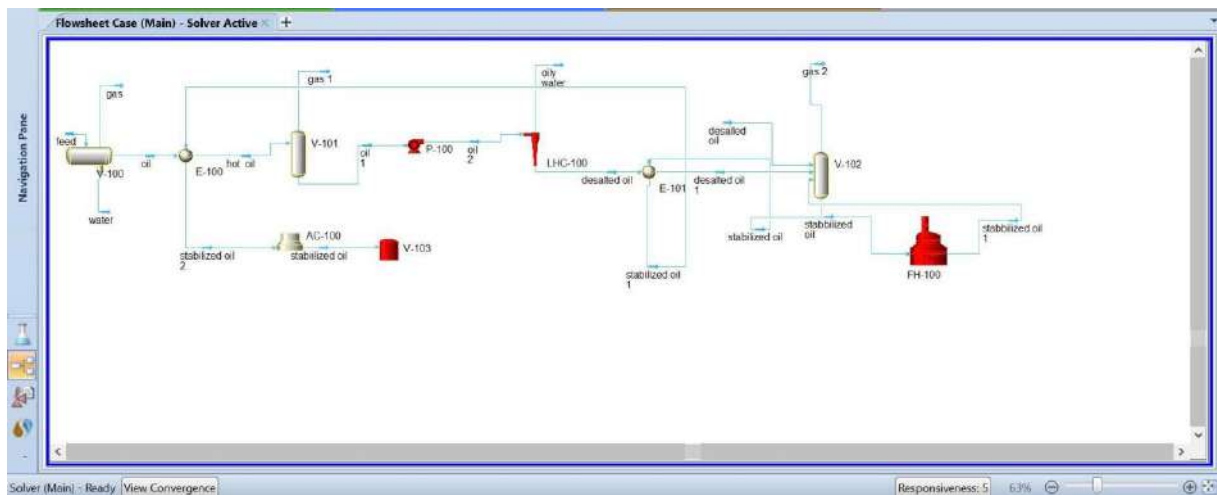 Flowsheet Case (Main) - Solver Active × +
Navigation Pane
gas
feed
V-100
water
oil
E-100
hot oil
gas 1
V-101
oil
1
P-100
oil
2
oily
water
LHC-100
desalted oil
E-101
desalted oil
1
desalted
oil
gas 2
V-102
stabilized oil
stabbilized
oil
FH-100
stabbilized oil
1
stabilized oil
2
AC-100
stabilized oil
V-103
stabilized oil
1
Solver (Main) - Ready
View Convergence
Responsiveness: 5
63%